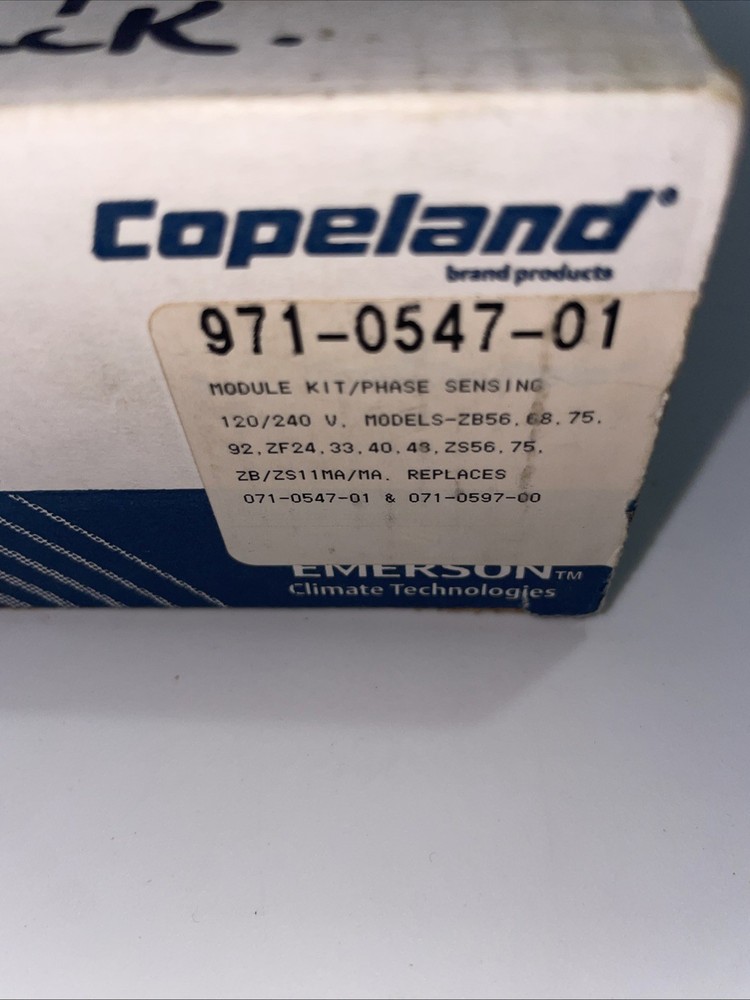 Copeland®
brand products
971-0547-01
MODULE KIT/PHASE SENSING
120/240 V. MODELS-ZB56,68,75,
92,ZF24,33,40,48,ZS56,75,
ZB/ZS11MA/MA. REPLACES
071-0547-01 & 071-0597-00
EMERSON™
Climate Technologies